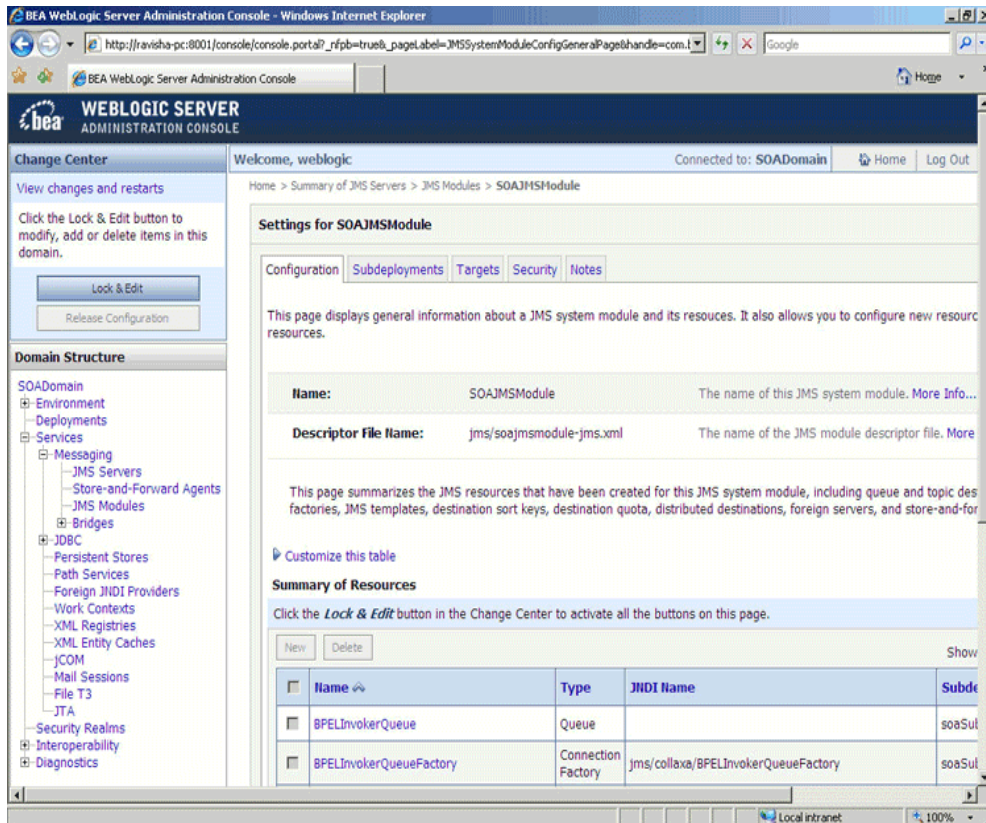 BEA WebLogic Server Administration Console - Windows Internet Explorer
http://ravisha-pc:8001/console/console.portal?_nfpb=true&_pageLabel=JMSSystemModuleConfigGeneralPage&handle=com.
Google
BEA WebLogic Server Administration Console
Home
bea
WEBLOGIC SERVER
ADMINISTRATION CONSOLE
Change Center
View changes and restarts
Click the Lock & Edit button to
modify, add or delete items in this
domain.
Lock & Edit
Release Configuration
Domain Structure
SOADomain
Environment
Deployments
Services
Messaging
JMS Servers
Store-and-Forward Agents
JMS Modules
Bridges
JDBC
Persistent Stores
Path Services
Foreign JNDI Providers
Work Contexts
XML Registries
XML Entity Caches
jCOM
Mail Sessions
File T3
JTA
Security Realms
Interoperability
Diagnostics
Welcome, weblogic
Connected to: SOADomain
Home
Log Out
Home > Summary of JMS Servers > JMS Modules > SOAJMSModule
Settings for SOAJMSModule
Configuration Subdeployments Targets Security Notes
This page displays general information about a JMS system module and its resouces. It also allows you to configure new resourc
resources.
Name: SOAJMSModule The name of this JMS system module. More Info...
Descriptor File Name: jms/soajmsmodule-jms.xml The name of the JMS module descriptor file. More
This page summarizes the JMS resources that have been created for this JMS system module, including queue and topic des
factories, JMS templates, destination sort keys, destination quota, distributed destinations, foreign servers, and store-and-for
Customize this table
Summary of Resources
Click the Lock & Edit button in the Change Center to activate all the buttons on this page.
New Delete
Show
Name Type JNDI Name Subde
BPELInvokerQueue Queue soaSul
BPELInvokerQueueFactory Connection Factory jms/collaxa/BPELInvokerQueueFactory soaSul
Local intranet
100%